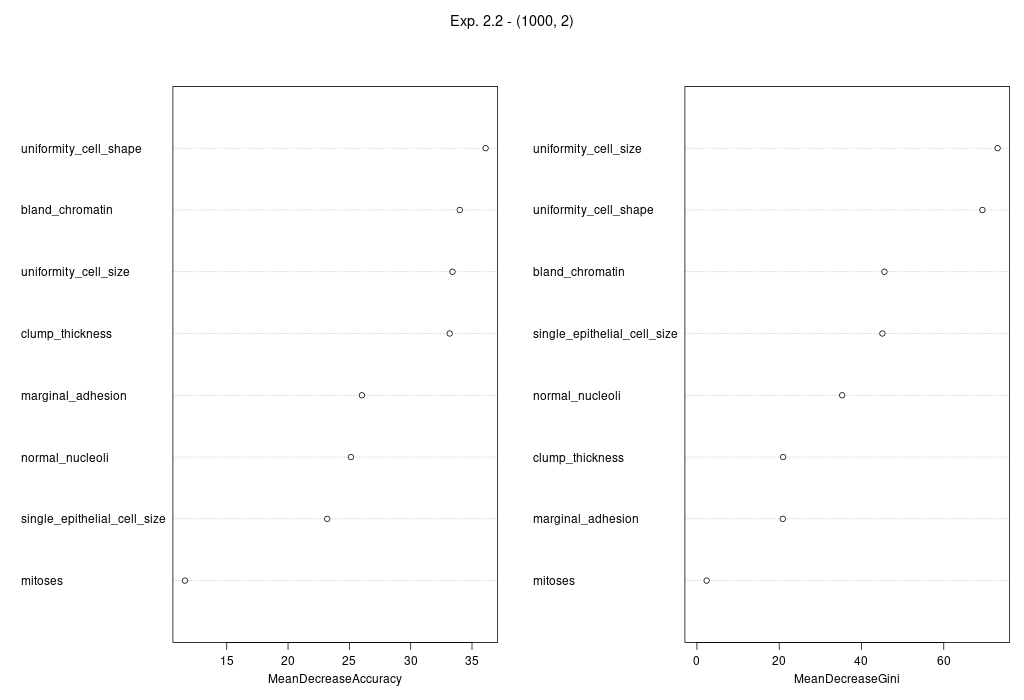 Exp. 2.2 - (1000, 2)
uniformity_cell_shape
bland_chromatin
uniformity_cell_size
clump_thickness
marginal_adhesion
normal_nucleoli
single_epithelial_cell_size
mitoses
15 20 25 30 35
MeanDecreaseAccuracy
uniformity_cell_size
uniformity_cell_shape
bland_chromatin
single_epithelial_cell_size
normal_nucleoli
clump_thickness
marginal_adhesion
mitoses
0 20 40 60
MeanDecreaseGini